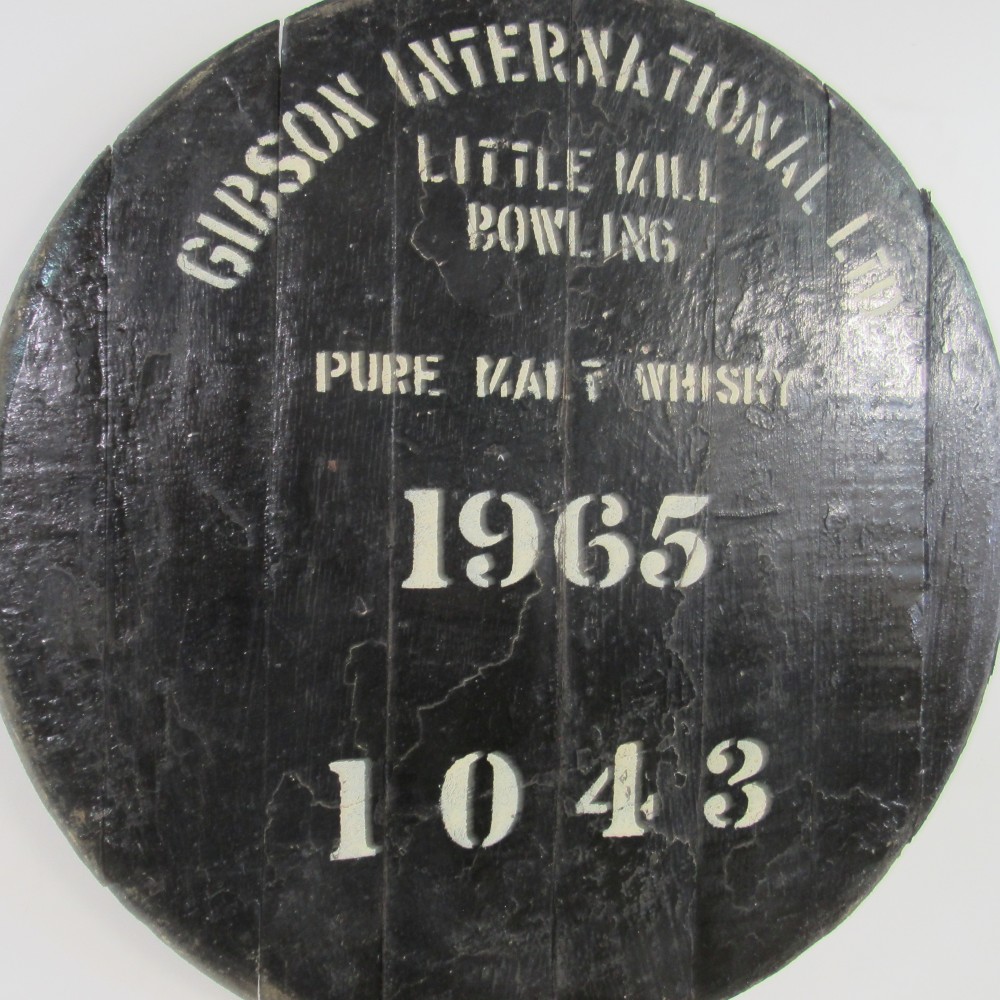 GIBSON INTERNATIONAL LTD
LITTLE MILL
BOWLING
PURE MALT WHISKY
1965
1043